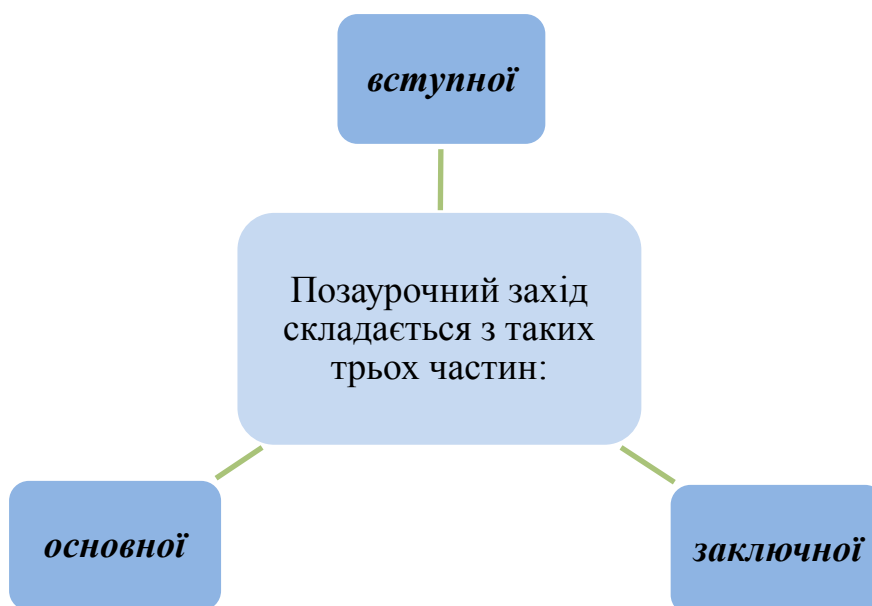 вступної
Позаурочний захід
складається з таких
трьох частин:
основної
заключної